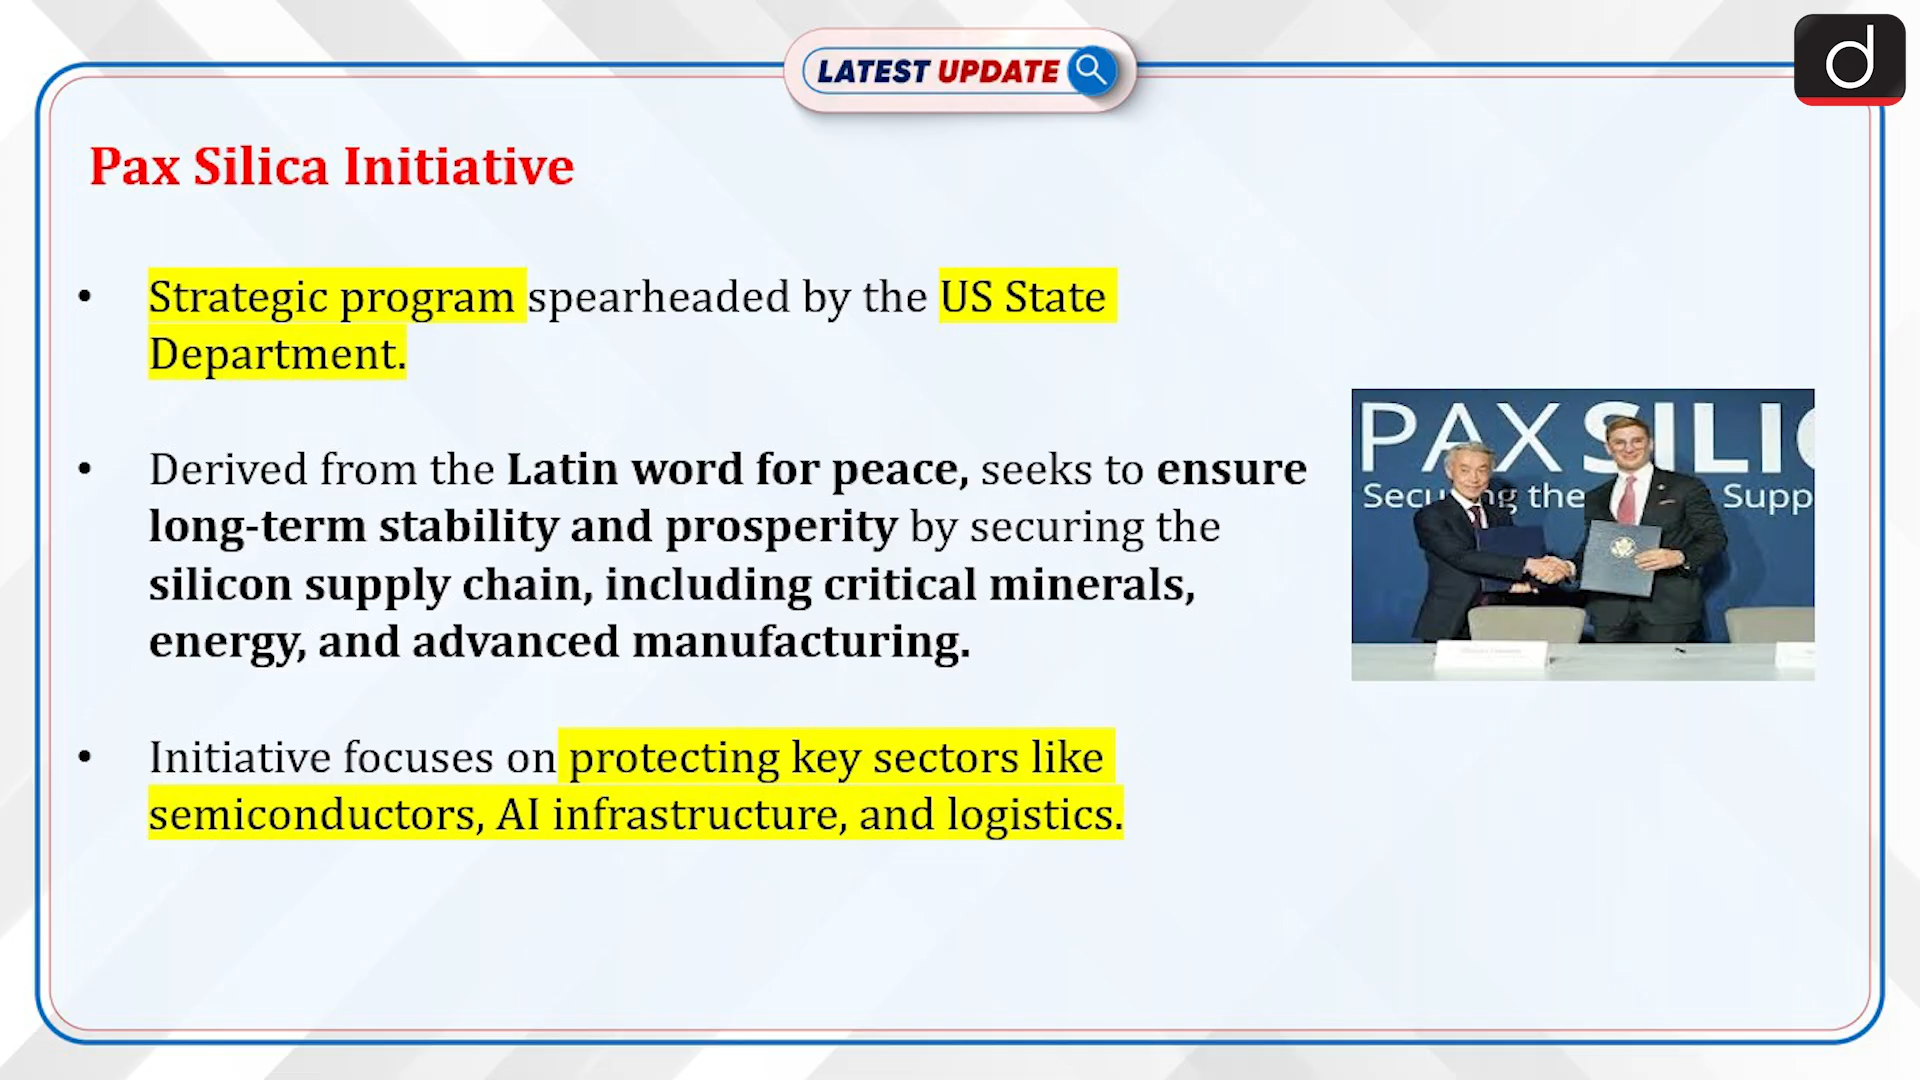 LATEST UPDATE
d
Pax Silica Initiative
• Strategic program spearheaded by the US State
Department.
• Derived from the Latin word for peace, seeks to ensure
long-term stability and prosperity by securing the
silicon supply chain, including critical minerals,
energy, and advanced manufacturing.
PAX SILIC
Secu g the Supp
• Initiative focuses on protecting key sectors like
semiconductors, AI infrastructure, and logistics.